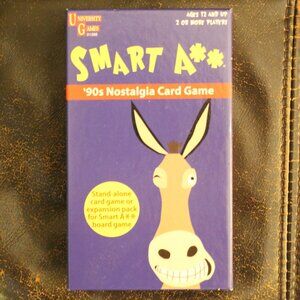 UNIVERSITY
GAMES
AGES 12 AND UP
2 OR MORE PLAYERS
SMART A**
'90s Nostalgia Card Game
Stand-alone
card game or
expansion pack
for Smart A**
board game